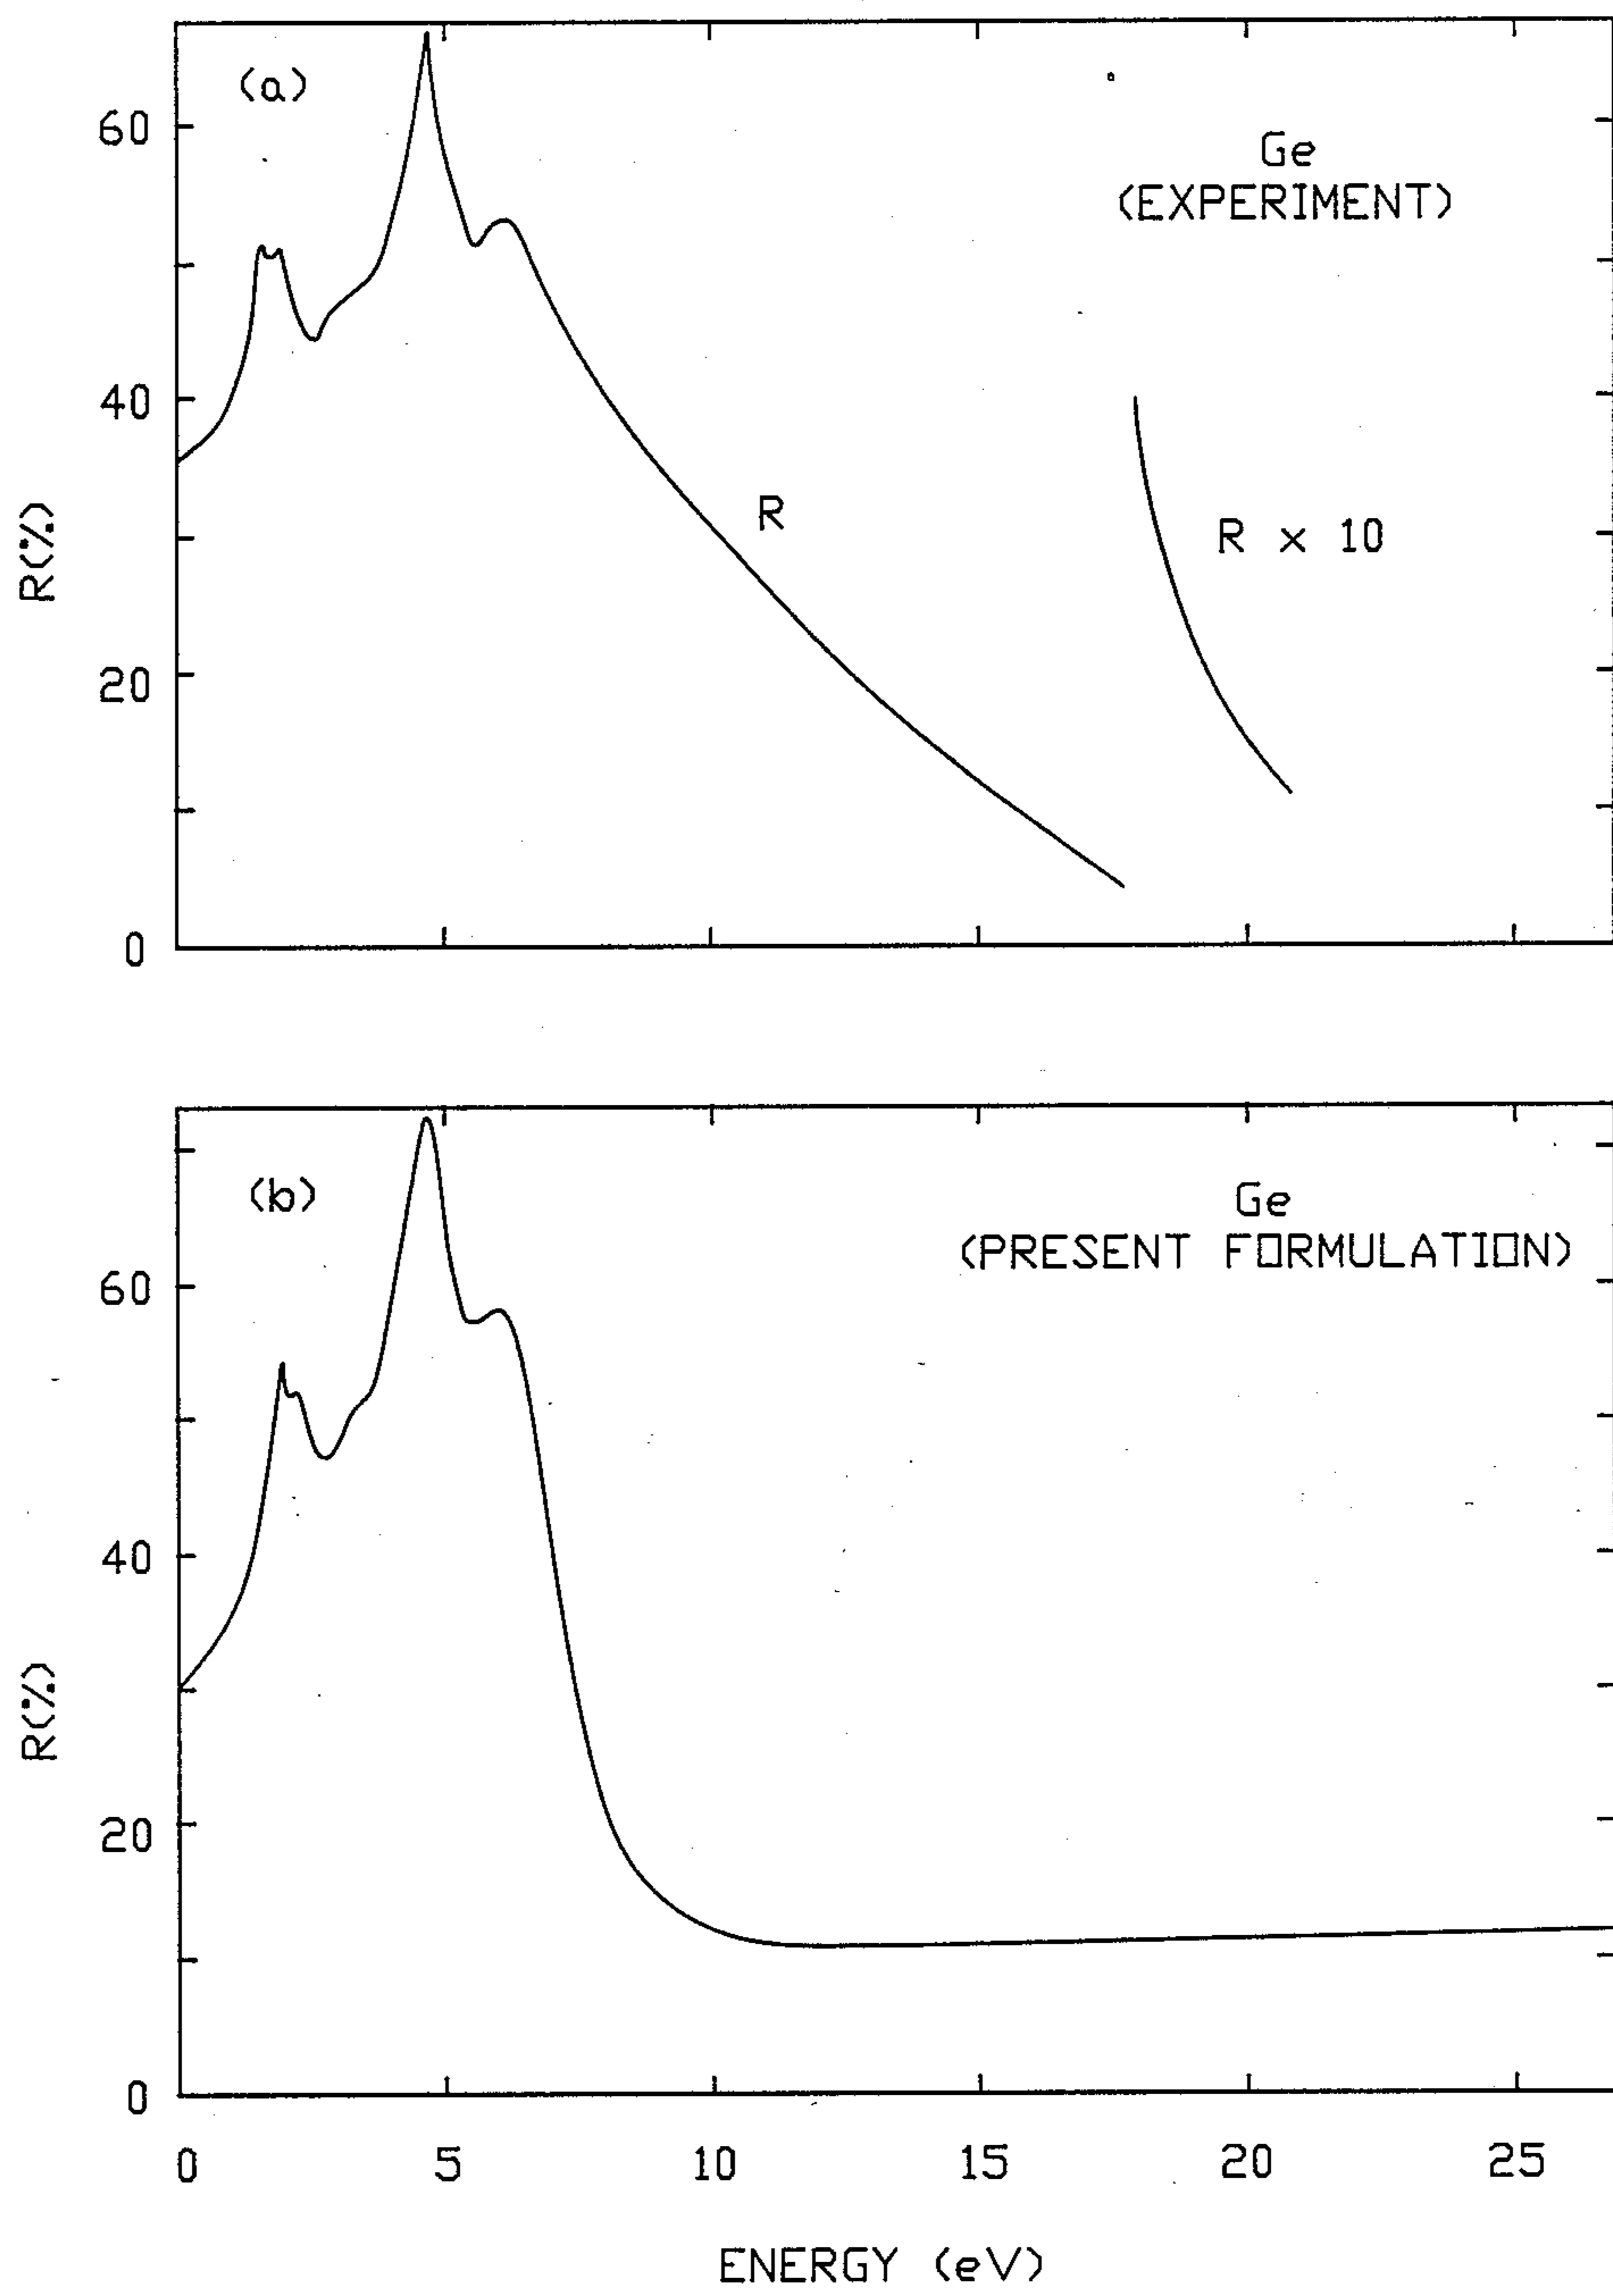 (a)
Ge
(EXPERIMENT)
60
40
20
0
R(%)
R
R x 10
(b)
Ge
(PRESENT FORMULATION)
60
40
20
0
R(%)
0 5 10 15 20 25
ENERGY (eV)